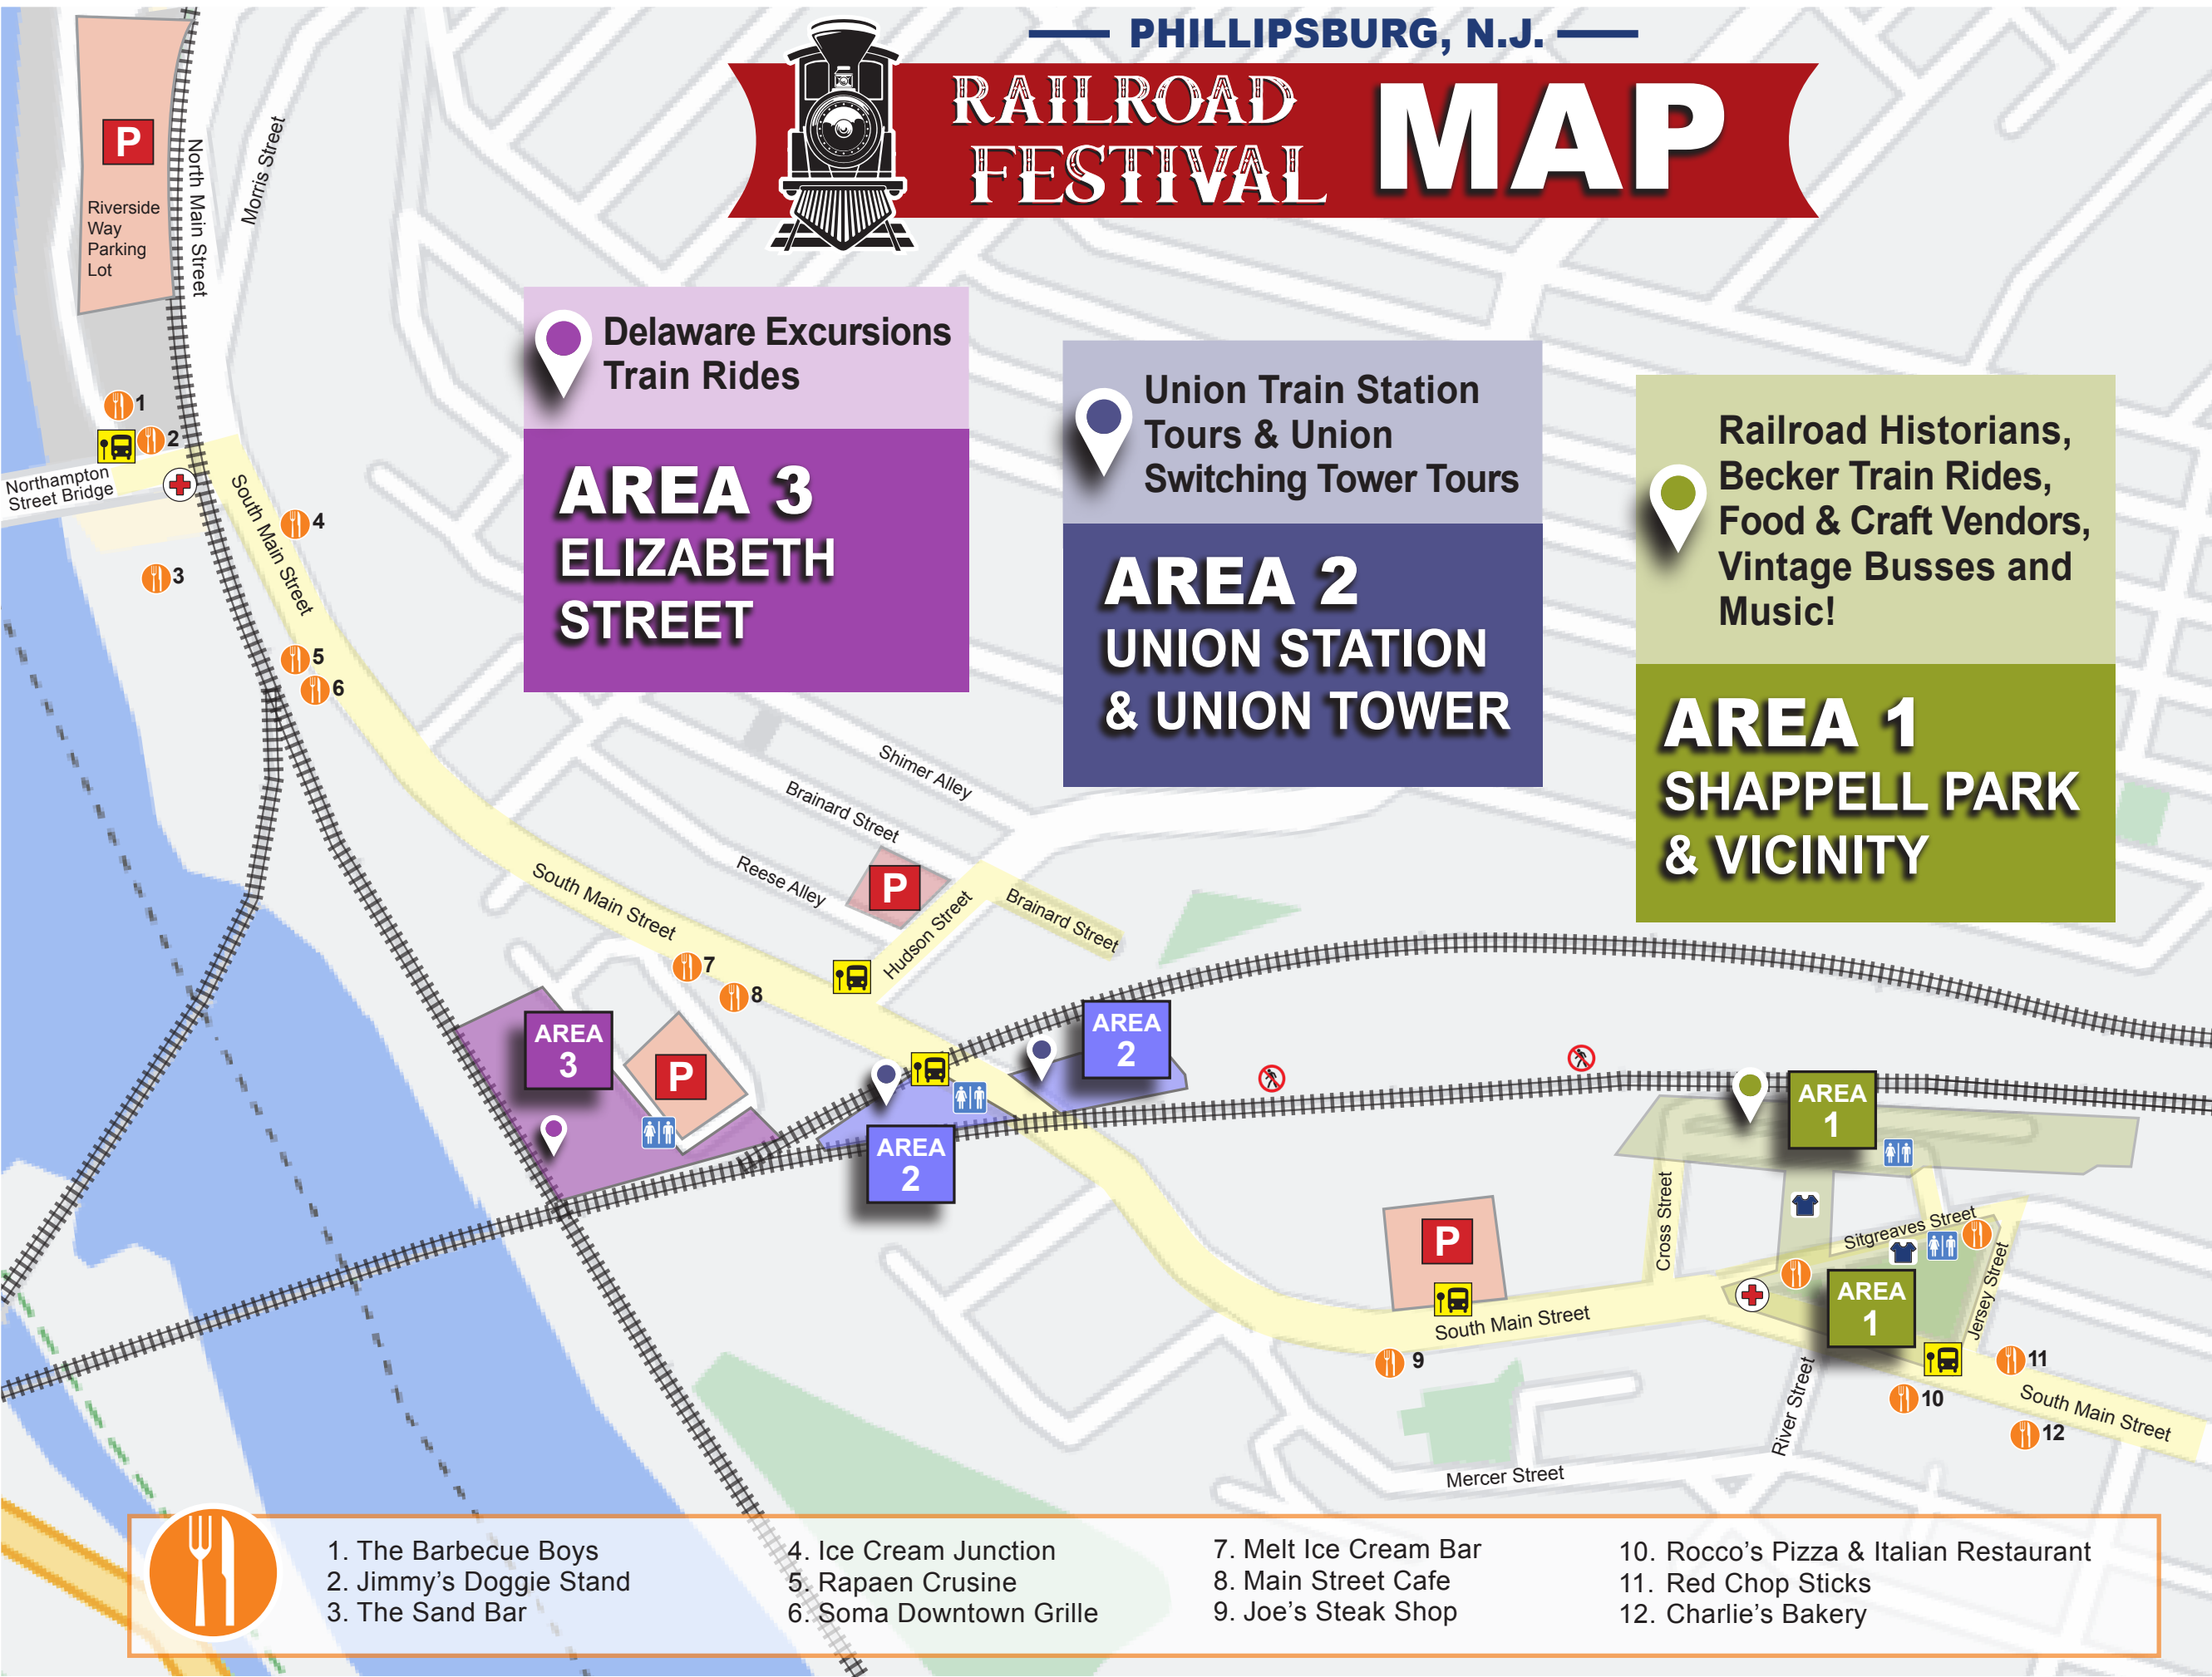 PHILLIPSBURG, N.J.
RAILROAD
FESTIVAL
MAP
P
Riverside
Way
Parking
Lot
North Main Street
Morris Street
Delaware Excursions
Train Rides
AREA 3
ELIZABETH
STREET
Union Train Station
Tours & Union
Switching Tower Tours
AREA 2
UNION STATION
& UNION TOWER
Railroad Historians,
Becker Train Rides,
Food & Craft Vendors,
Vintage Busses and
Music!
AREA 1
SHAPPELL PARK
& VICINITY
1
2
Northampton
Street Bridge
South Main Street
4
3
5
6
Shimer Alley
Brainard Street
Reese Alley
P
Hudson Street
Brainard Street
South Main Street
7
8
AREA
3
P
AREA
2
AREA
2
AREA
1
P
Cross Street
Sitgreaves Street
Jersey Street
AREA
1
South Main Street
9
River Street
10
11
South Main Street
12
Mercer Street
1. The Barbecue Boys
2. Jimmy's Doggie Stand
3. The Sand Bar
4. Ice Cream Junction
5. Rapaen Crusine
6. Soma Downtown Grille
7. Melt Ice Cream Bar
8. Main Street Cafe
9. Joe's Steak Shop
10. Rocco's Pizza & Italian Restaurant
11. Red Chop Sticks
12. Charlie's Bakery